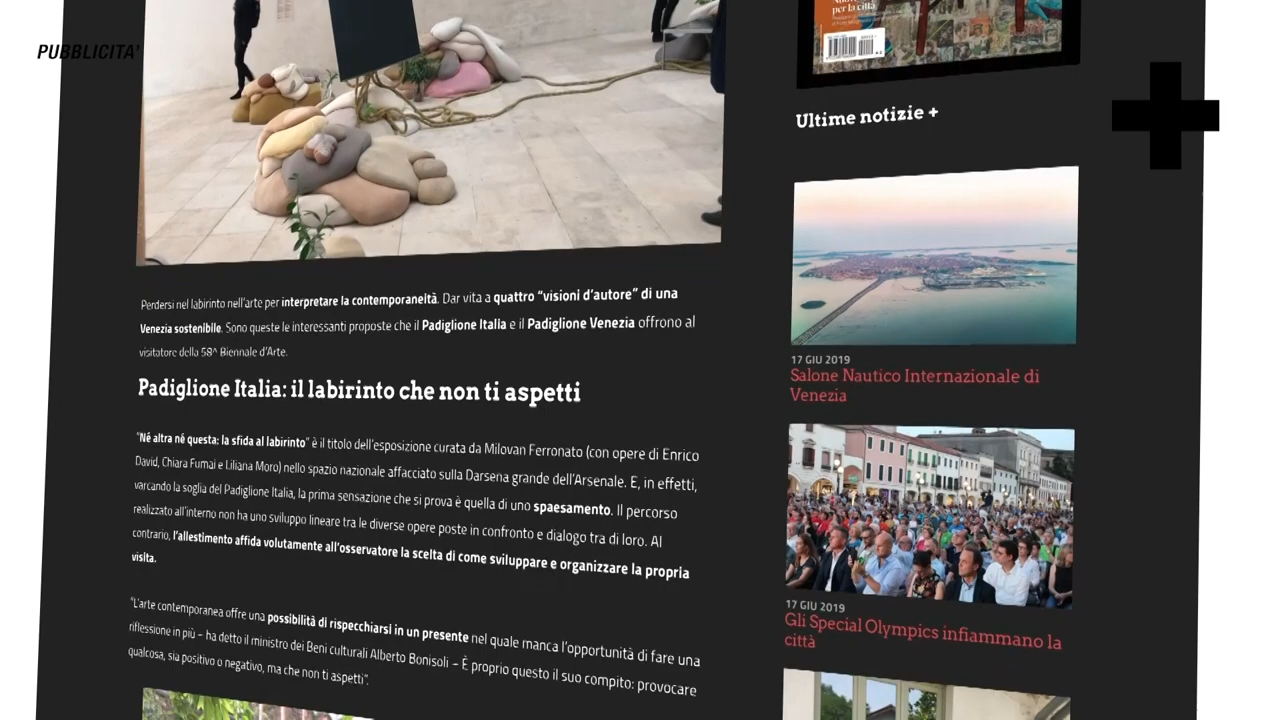 PUBBLICITA'
per la città
Ultime notizie +
Perdersi nel labirinto nell'arte per interpretare la contemporaneità. Dar vita a quattro "visioni d'autore" di una
Venezia sostenibile. Sono queste le interessanti proposte che il Padiglione Italia e il Padiglione Venezia offrono al
visitatore della 58^ Biennale d'Arte.
Padiglione Italia: il labirinto che non ti aspetti
"Né altra né questa: la sfida al labirinto" è il titolo dell'esposizione curata da Milovan Ferronato (con opere di Enrico
David, Chiara Fumai e Liliana Moro) nello spazio nazionale affacciato sulla Darsena grande dell'Arsenale. E, in effetti,
varcando la soglia del Padiglione Italia, la prima sensazione che si prova è quella di uno spaesamento. Il percorso
realizzato all'interno non ha uno sviluppo lineare tra le diverse opere poste in confronto e dialogo tra di loro. Al
contrario, l'allestimento affida volutamente all'osservatore la scelta di come sviluppare e organizzare la propria
visita.
"L'arte contemporanea offre una possibilità di rispecchiarsi in un presente nel quale manca l'opportunità di fare una
riflessione in più – ha detto il ministro dei Beni culturali Alberto Bonisoli – È proprio questo il suo compito: provocare
qualcosa, sia positivo o negativo, ma che non ti aspetti".
17 GIU 2019
Salone Nautico Internazionale di
Venezia
17 GIU 2019
Gli Special Olympics infiammano la
città